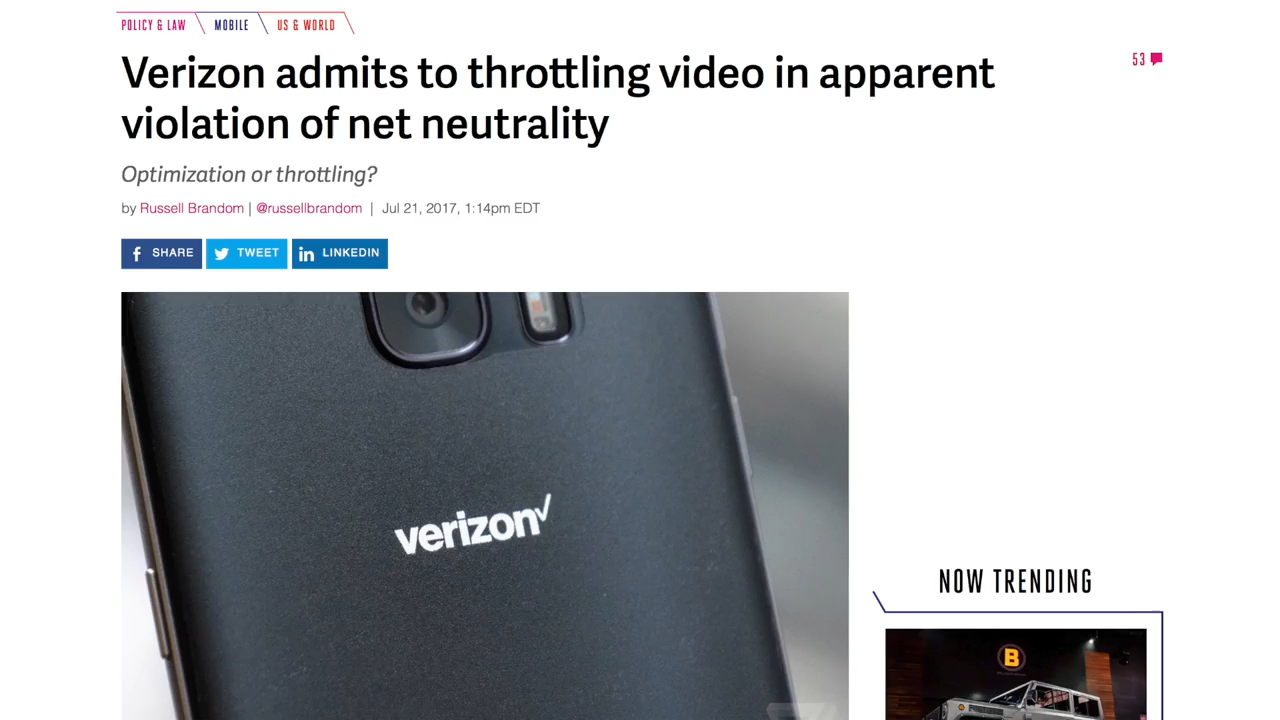 POLICY & LAW MOBILE US & WORLD
Verizon admits to throttling video in apparent
violation of net neutrality
53
Optimization or throttling?
by Russell Brandom | @russellbrandom | Jul 21, 2017, 1:14pm EDT
SHARE TWEET LINKEDIN
verizon
NOW TRENDING
B